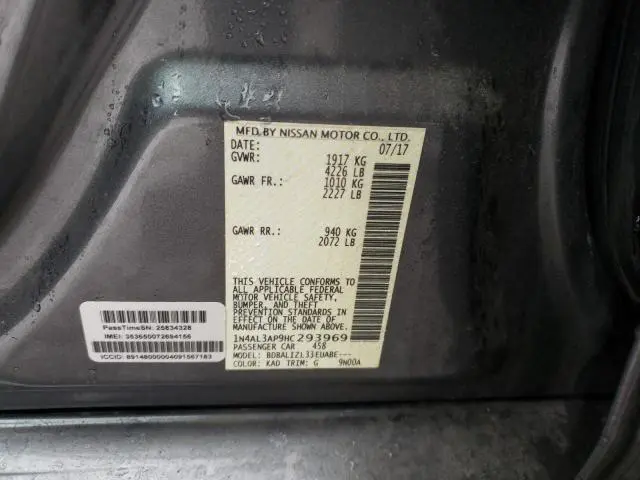 MFD.BY NISSAN MOTOR CO., LTD.
DATE: 07/17
GVWR: 1917 KG
4226 LB
GAWR FR.: 1010 KG
2227 LB
GAWR RR.: 940 KG
2072 LB
THIS VEHICLE CONFORMS TO
ALL APPLICABLE FEDERAL
MOTOR VEHICLE SAFETY,
BUMPER, AND THEFT
PREVENTION STANDARDS IN
EFFECT ON THE DATE OF
MANUFACTURE SHOWN ABOVE.
1N4AL3AP9HC293969
PASSENGER CAR 458
MODEL: BDBALIZL33EUABE---
COLOR: KAD TRIM: G 9N00A
PassTimeSN: 25834328
IMEI: 353650072694156
ICCID: 89148000004091567183